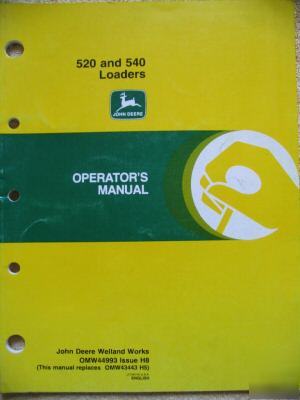 520 and 540
Loaders
JOHN DEERE
OPERATOR'S
MANUAL
John Deere Welland Works
OMW44993 Issue H8
(This manual replaces OMW43443 H5)
ENGLISH